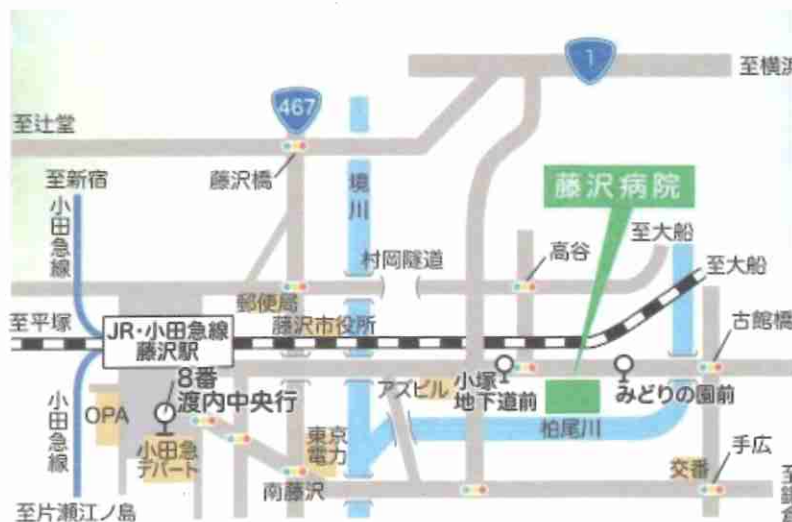 1
至横浜
467
至辻堂
藤沢橋
至新宿
小田急線
境川
藤沢病院
至大船
村岡隧道
高谷
至大船
郵便局
至平塚
JR・小田急線
藤沢駅
藤沢市役所
古館橋
8番
渡内中央行
アズビル
小塚
地下道前
みどりの園前
OPA
小田急線
小田急
デパート
東京
電力
柏尾川
手広
交番
南藤沢
至片瀬江ノ島
至鎌倉